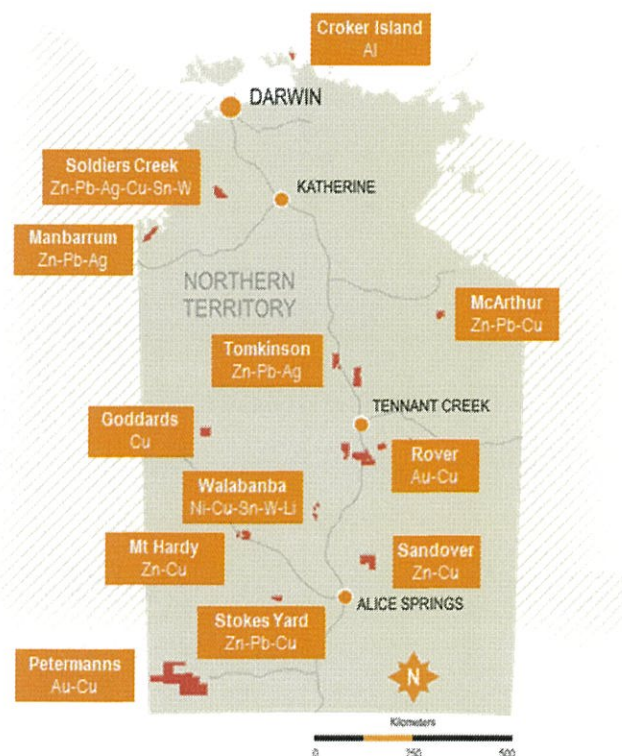 Croker Island
Al
DARWIN
Soldiers Creek
Zn-Pb-Ag-Cu-Sn-W
KATHERINE
Manbarrum
Zn-Pb-Ag
NORTHERN
TERRITORY
McArthur
Zn-Pb-Cu
Tomkinson
Zn-Pb-Ag
TENNANT CREEK
Goddards
Cu
Rover
Au-Cu
Walabanba
Ni-Cu-Sn-W-Li
Mt Hardy
Zn-Cu
Sandover
Zn-Cu
ALICE SPRINGS
Stokes Yard
Zn-Pb-Cu
Petermanns
Au-Cu
N
Kilometers
0 250 500